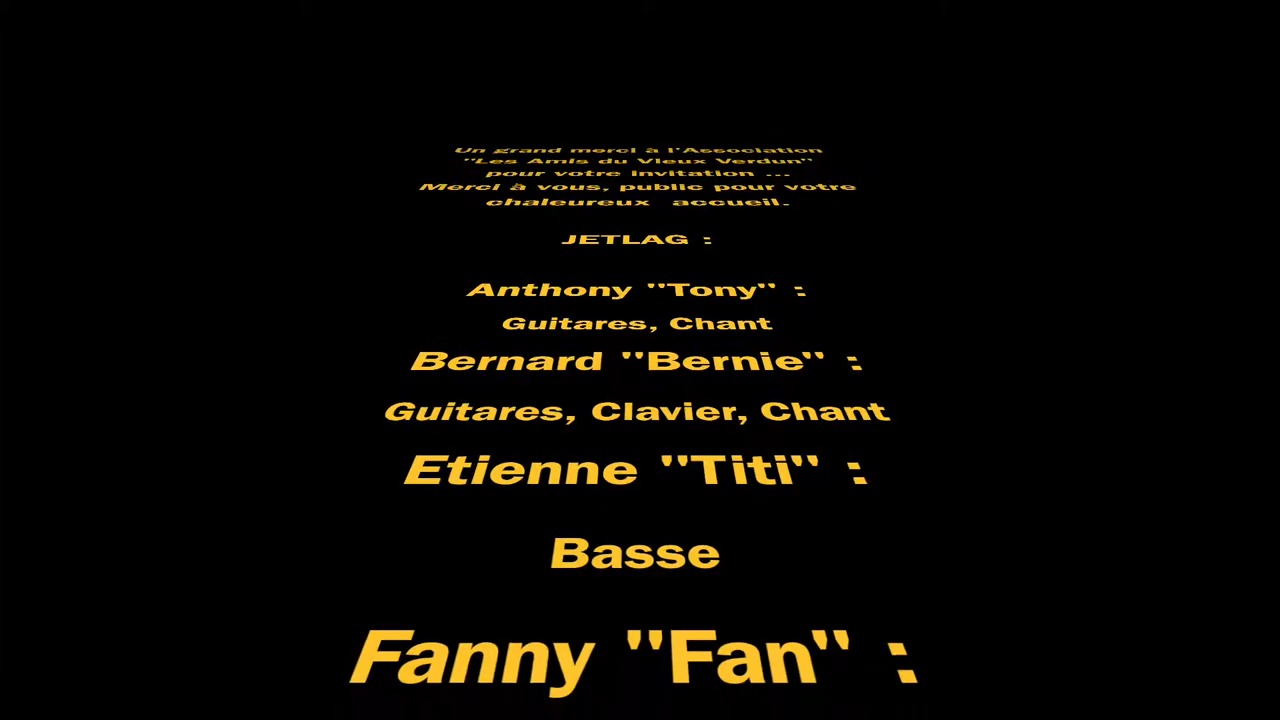 Un grand merci à l'Association
"Les Amis du Vieux Verdun"
pour votre invitation ...
Merci à vous, public pour votre
chaleureux accueil.
JETLAG :
Anthony "Tony" :
Guitares, Chant
Bernard "Bernie" :
Guitares, Clavier, Chant
Etienne "Titi" :
Basse
Fanny "Fan" :